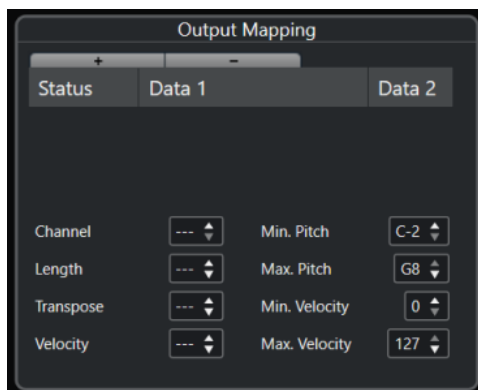 Output Mapping
+ −
Status Data 1 Data 2
Channel --- Min. Pitch C-2
Length --- Max. Pitch G8
Transpose --- Min. Velocity 0
Velocity --- Max. Velocity 127